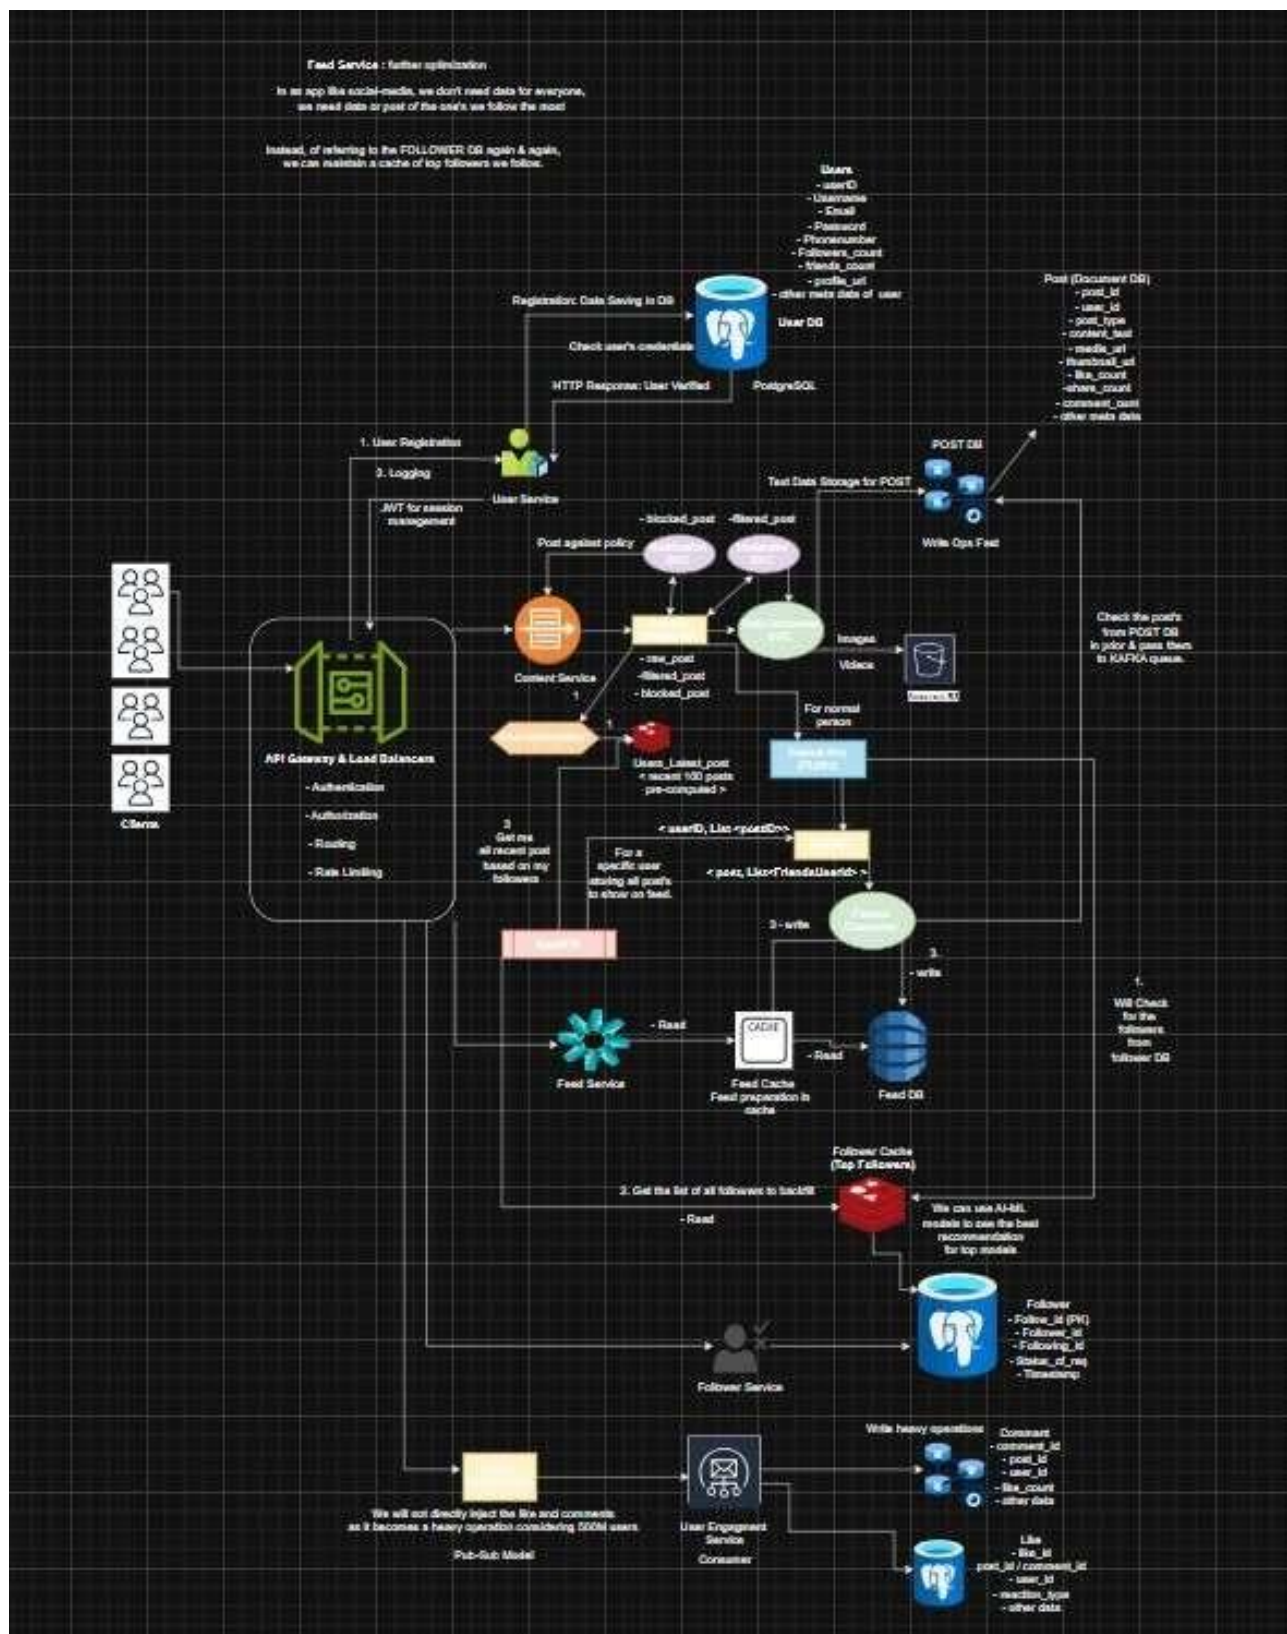 Feed Service : further optimization
In an app like social-media, we don't need data for everyone,
we need data or post of the one's we follow the most
Instead, of referring to the FOLLOWER DB again & again,
we can maintain a cache of top followers we follow.
Users
- userID
- Username
- Email
- Password
- Phonenumber
- Followers_count
- friends_count
- profile_url
- other meta data of user
User DB
PostgreSQL
Registration: Data Saving in DB
Check user's credentials
HTTP Response: User Verified
Post (Document DB)
- post_id
- user_id
- post_type
- content_text
- media_url
- thumbnail_url
- like_count
-share_count
- other meta data
1. User Registration
2. Logging
User Service
JWT for session
management
POST DB
Text Data Storage for POST
Write Ops Fast
- blocked_post
-filtered_post
Post against policy
Content Service
- raw_post
-filtered_post
- blocked_post
Images
Videos
Check the post's
from POST DB
in prior & pass them
to KAFKA queue.
API Gateway & Load Balancers
- Authentication
- Authorization
- Routing
- Rate Limiting
Clients
1
1.
For normal
person
Users_Latest_post
< recent 100 posts
pre-computed >
< userID, List <postID>>
< post, List<FriendsUserId> >
Get me
all recent post
based on my
followers
For a
specific user
storing all post's
to show on feed.
3 - write
3.
- write
1.
Will Check
for the
followers
from
follower DB
Feed Service
- Read
CACHE
- Read
Feed Cache
Feed preparation in
cache
Feed DB
Follower Cache
(Top Followers)
2. Get the list of all followers to backfill
- Read
We can use AI-ML
models to see the best
recommendation
for top models
Follower
- Follow_id (PK)
- Follower_id
- Following_id
- Status_of_req
- Timestamp
Follower Service
Write heavy operations
Comment
- comment_id
- post_id
- user_id
- like_count
- other data
We will not directly inject the like and comments
as it becomes a heavy operation considering 500M users
Pub-Sub Model
User Engagment
Service
Consumer
Like
- like_id
post_id / comment_id
- user_id
- reaction_type
- other data